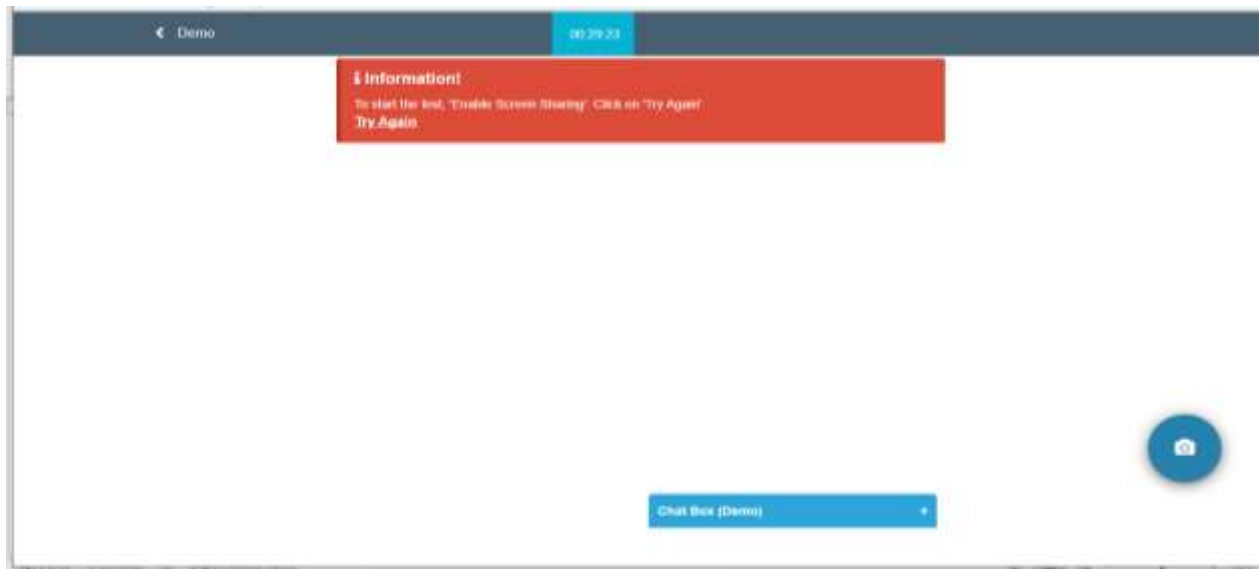 Demo
00:29:23
Information!
To start the test, 'Enable Screen Sharing'. Click on 'Try Again'
Try Again
Chat Box (Demo)
+